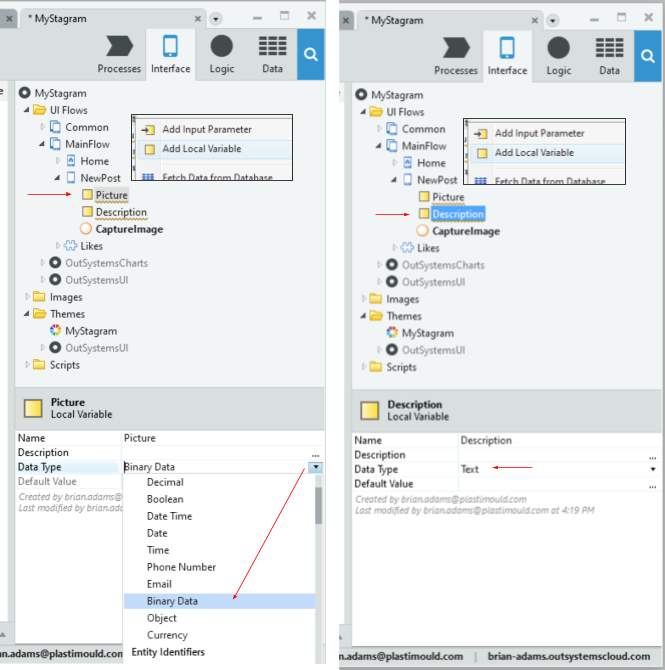 * MyStagram
Processes
Interface
Logic
Data
MyStagram
UI Flows
Common
MainFlow
Home
NewPost
Picture
Description
CaptureImage
Likes
OutSystemsCharts
OutSystemsUI
Images
Themes
MyStagram
OutSystemsUI
Scripts
Add Input Parameter
Add Local Variable
Fetch Data from Database
Picture
Local Variable
Name Picture
Description ...
Data Type Binary Data
Default Value
Created by brian.adams@
Last modified by brian.ada
Decimal
Boolean
Date Time
Date
Time
Phone Number
Email
Binary Data
Object
Currency
Entity Identifiers
an.adams@plastimould.com
* MyStagram
Processes
Interface
Logic
Data
MyStagram
UI Flows
Common
MainFlow
Home
NewPost
Picture
Description
CaptureImage
Likes
OutSystemsCharts
OutSystemsUI
Images
Themes
MyStagram
OutSystemsUI
Scripts
Add Input Parameter
Add Local Variable
Fetch Data from Database
Description
Local Variable
Name Description
Description ...
Data Type Text
Default Value ...
Created by brian.adams@plastimould.com
Last modified by brian.adams@plastimould.com at 4:19 PM
n.adams@plastimould.com | brian-adams.outsystemscloud.com